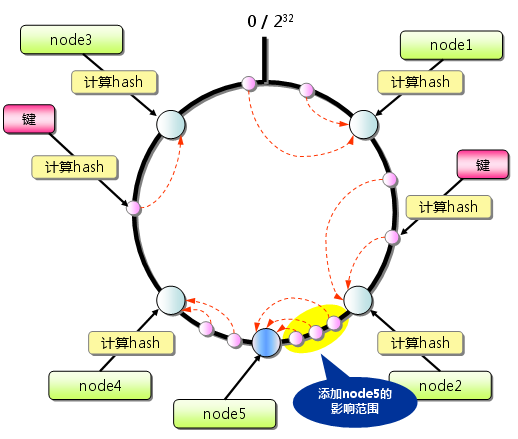 0 / 2³²
node3
node1
计算hash
计算hash
键
键
计算hash
计算hash
计算hash
计算hash
node4
node2
node5
添加node5的
影响范围